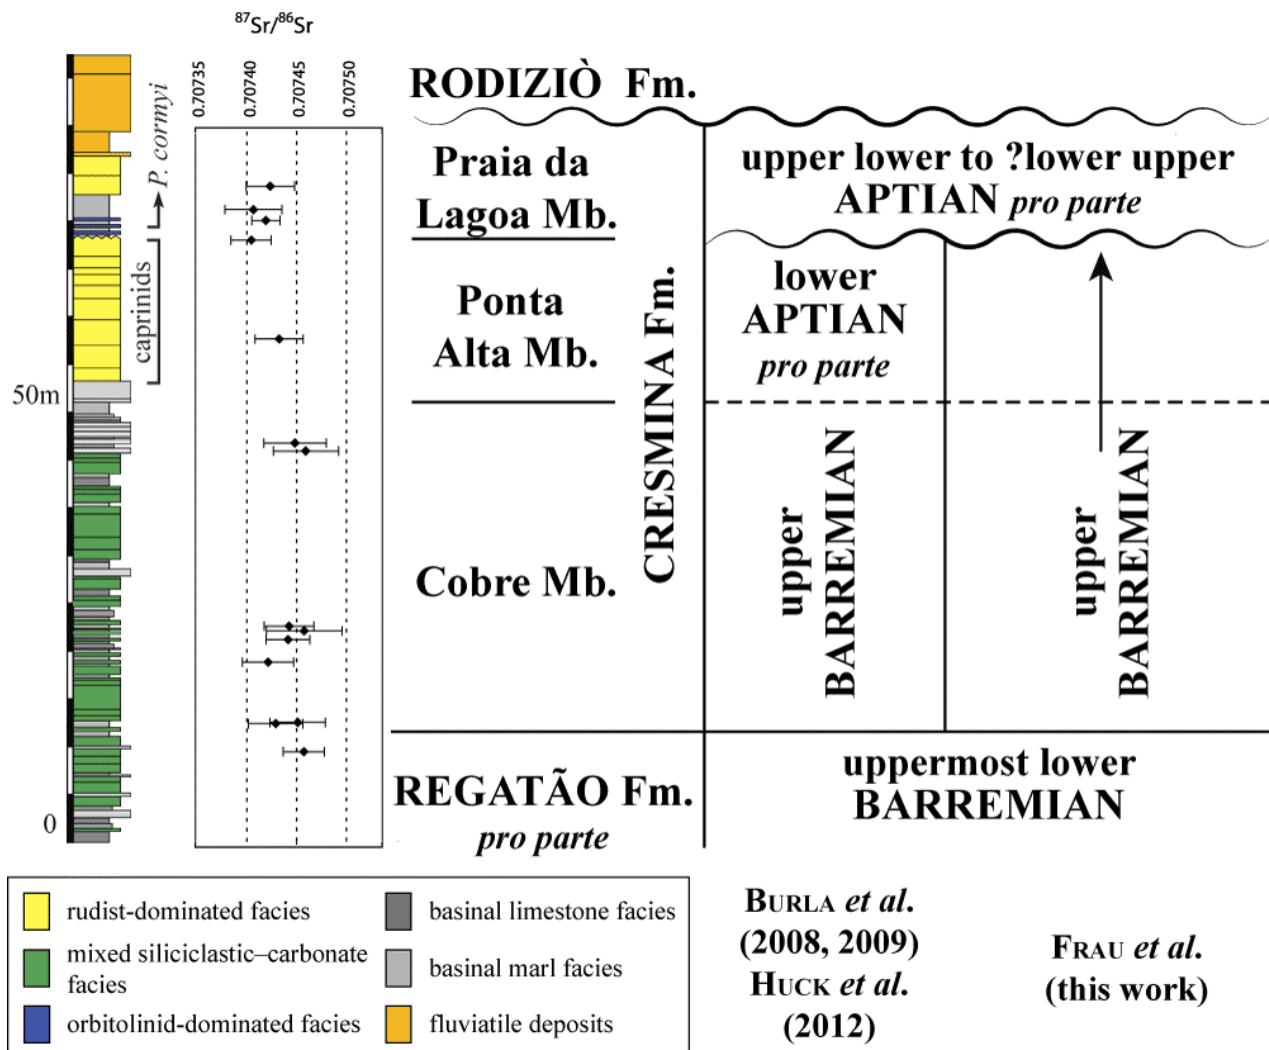 ⁸⁷Sr/⁸⁶Sr
0.70735
0.70740
0.70745
0.70750
P. cormyi
caprinids
50m
0
RODIZIÒ Fm.
Praia da
Lagoa Mb.
Ponta
Alta Mb.
Cobre Mb.
CRESMINA Fm.
REGATÃO Fm.
pro parte
upper lower to ?lower upper
APTIAN pro parte
lower
APTIAN
pro parte
upper
BARREMIAN
upper
BARREMIAN
uppermost lower
BARREMIAN
rudist-dominated facies
mixed siliciclastic–carbonate
facies
orbitolinid-dominated facies
basinal limestone facies
basinal marl facies
fluviatile deposits
BURLA et al.
(2008, 2009)
HUCK et al.
(2012)
FRAU et al.
(this work)